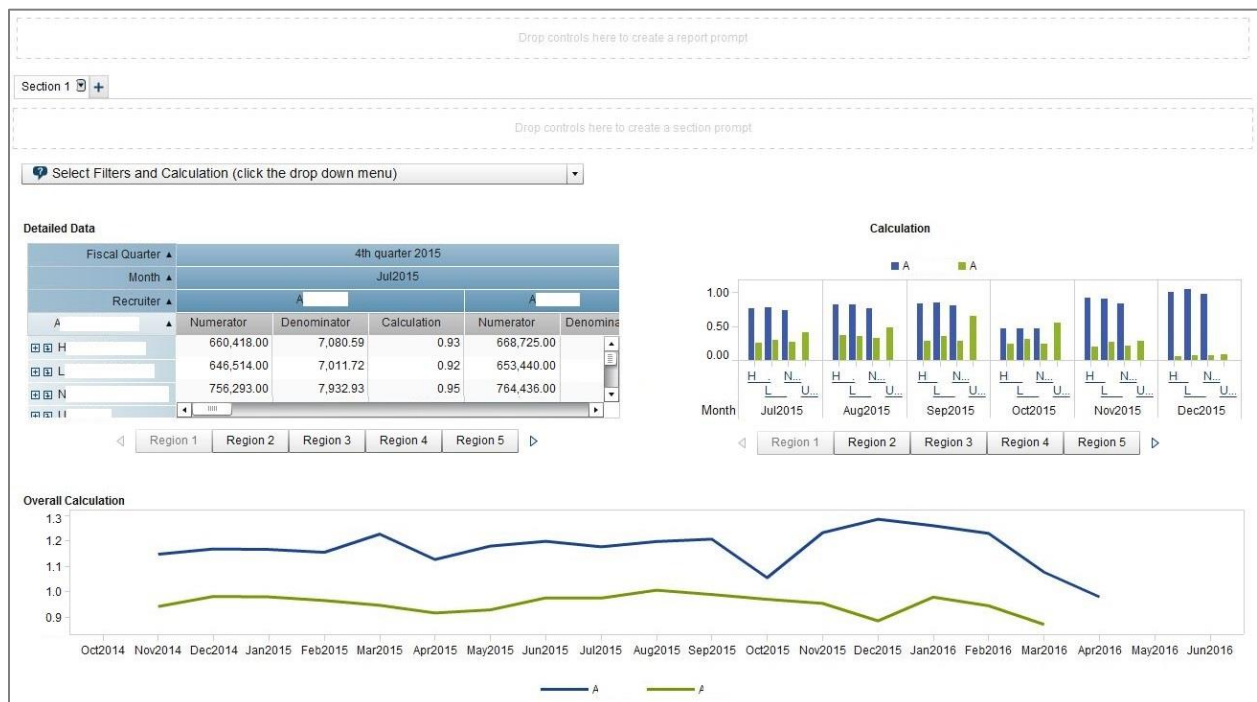 Drop controls here to create a report prompt
Section 1
Drop controls here to create a section prompt
Select Filters and Calculation (click the drop down menu)
Detailed Data
Fiscal Quarter 4th quarter 2015
Month Jul2015
Recruiter A A
A Numerator Denominator Calculation Numerator Denomina
H 660,418.00 7,080.59 0.93 668,725.00
L 646,514.00 7,011.72 0.92 653,440.00
N 756,293.00 7,932.93 0.95 764,436.00
U
Region 1 Region 2 Region 3 Region 4 Region 5
Calculation
A A
1.00
0.50
0.00
H . N... H . N... H . N... H . N... H . N... H . N...
L U... L U... L U... L U... L U... L U...
Month Jul2015 Aug2015 Sep2015 Oct2015 Nov2015 Dec2015
Region 1 Region 2 Region 3 Region 4 Region 5
Overall Calculation
1.3
1.2
1.1
1.0
0.9
Oct2014 Nov2014 Dec2014 Jan2015 Feb2015 Mar2015 Apr2015 May2015 Jun2015 Jul2015 Aug2015 Sep2015 Oct2015 Nov2015 Dec2015 Jan2016 Feb2016 Mar2016 Apr2016 May2016 Jun2016
A A